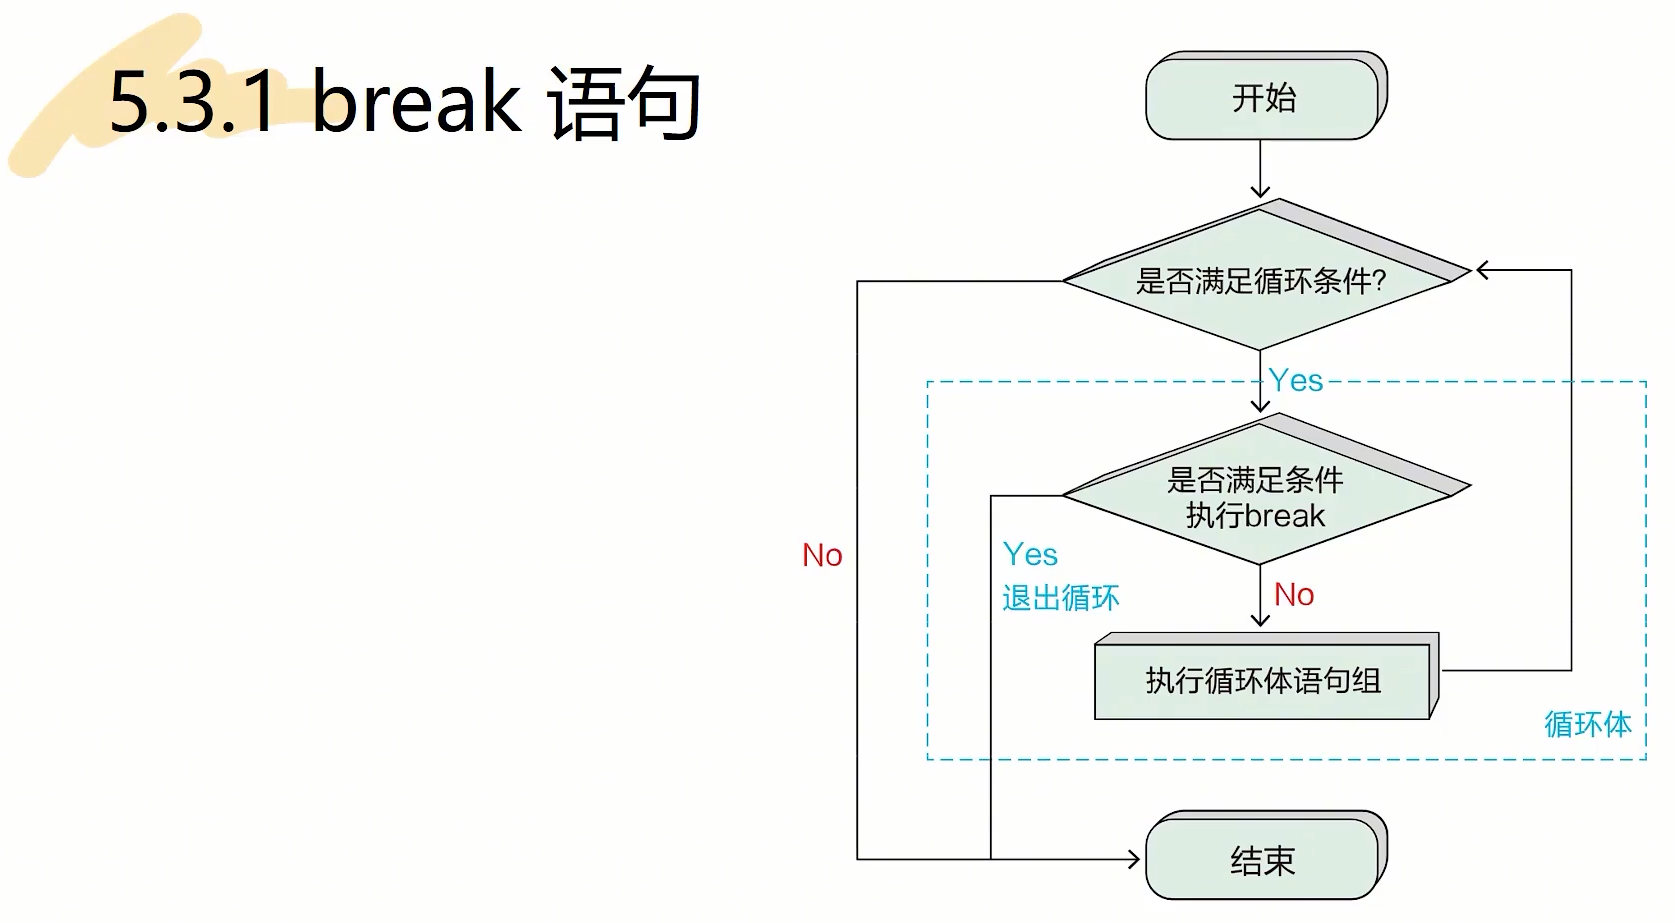 5.3.1 break 语句
开始
是否满足循环条件?
Yes
是否满足条件
执行break
No
Yes
退出循环
No
执行循环体语句组
循环体
结束